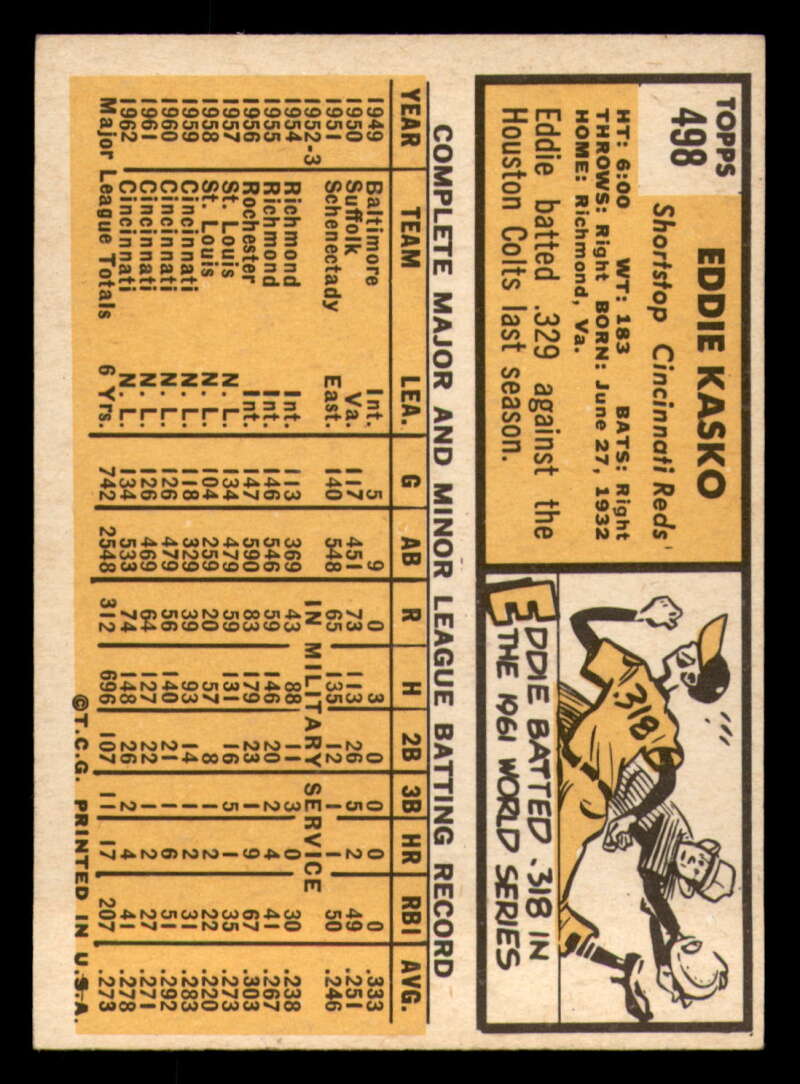 TOPPS
498
EDDIE KASKO
Shortstop Cincinnati Reds
HT: 6:00 WT: 183 BATS: Right
THROWS: Right BORN: June 27, 1932
HOME: Richmond, Va.
Eddie batted .329 against the
Houston Colts last season.
.318
EDDIE BATTED .318 IN
THE 1961 WORLD SERIES
COMPLETE MAJOR AND MINOR LEAGUE BATTING RECORD
YEAR TEAM LEA. G AB R H 2B 3B HR RBI AVG.
1949 Baltimore Int. 5 9 0 3 0 0 0 0 .333
1950 Suffolk Va. 117 451 73 113 26 5 2 49 .251
1951 Schenectady East. 140 548 65 135 12 1 1 50 .246
1952-3 IN MILITARY SERVICE
1954 Richmond Int. 113 369 43 88 11 3 0 30 .238
1955 Richmond Int. 146 546 59 146 20 2 4 41 .267
1956 Rochester Int. 147 590 83 179 23 1 9 67 .303
1957 St. Louis N. L. 134 479 59 131 16 5 1 35 .273
1958 St. Louis N. L. 104 259 20 57 8 1 2 22 .220
1959 Cincinnati N. L. 118 329 39 93 14 1 2 31 .283
1960 Cincinnati N. L. 126 479 56 140 21 1 6 51 .292
1961 Cincinnati N. L. 126 469 64 127 22 1 2 27 .271
1962 Cincinnati N. L. 134 533 74 148 26 2 4 41 .278
Major League Totals 6 Yrs. 742 2548 312 696 107 11 17 207 .273
©T.C.G. PRINTED IN U.S.A.